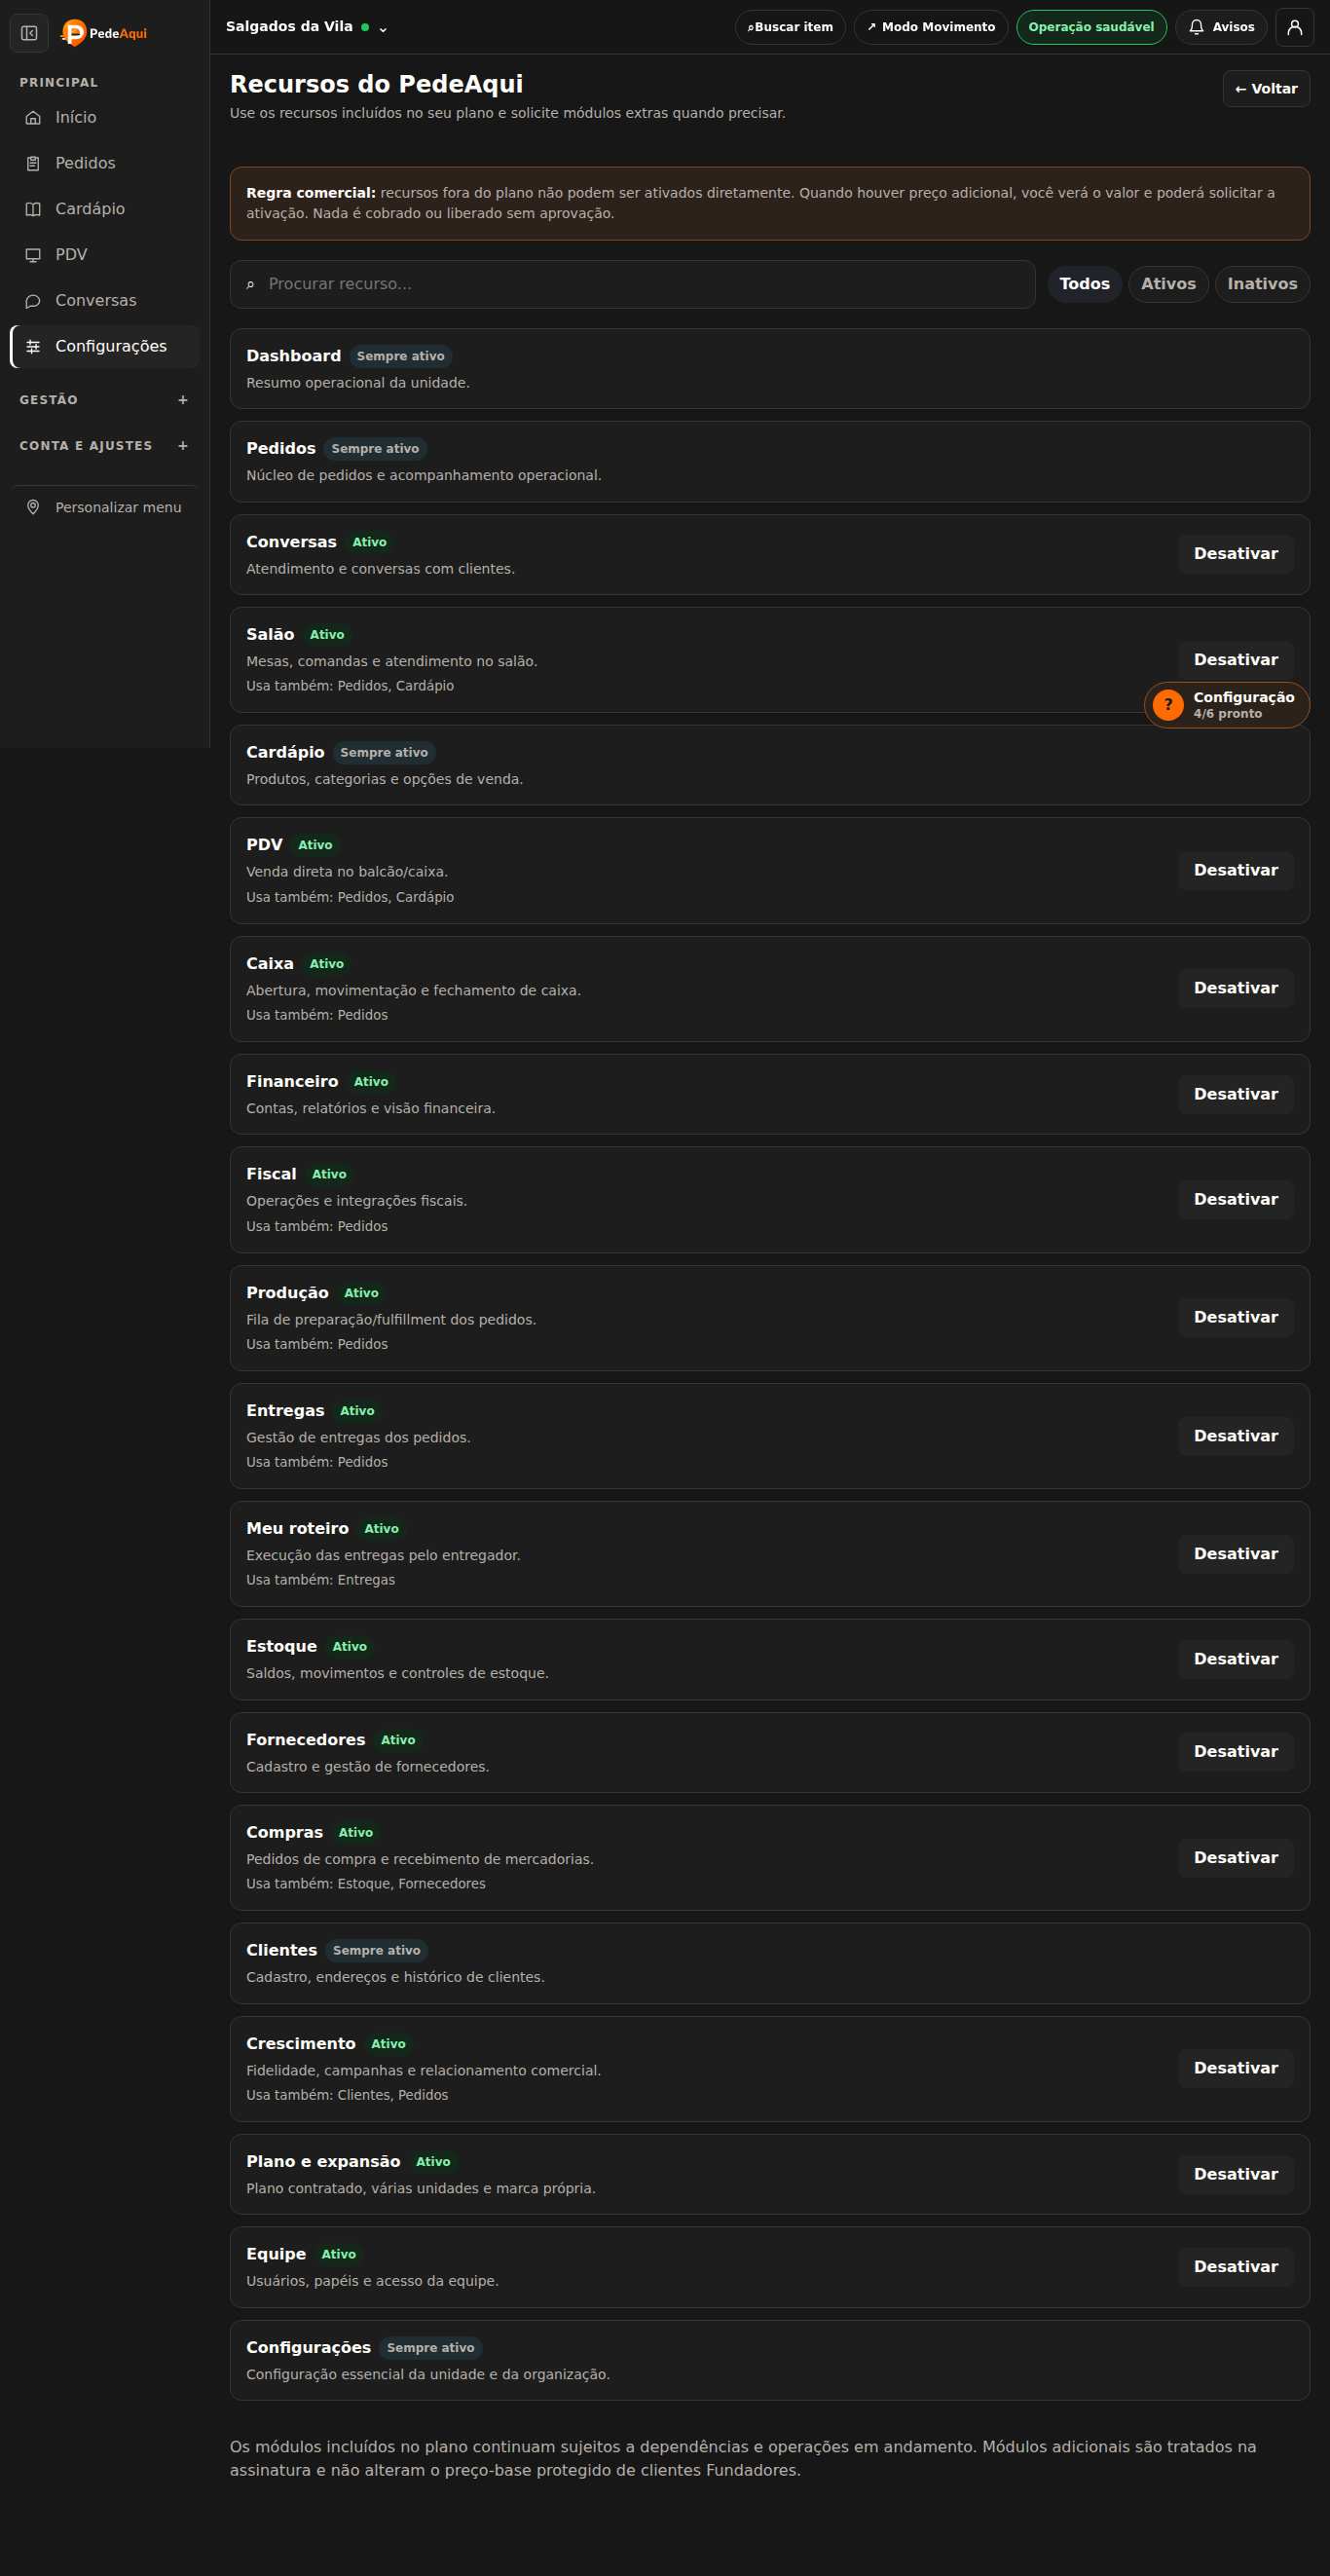 PedeAqui
PRINCIPAL
Início
Pedidos
Cardápio
PDV
Conversas
Configurações
GESTÃO +
CONTA E AJUSTES +
Personalizar menu
Salgados da Vila
Buscar item
↗ Modo Movimento
Operação saudável
Avisos
Recursos do PedeAqui
Use os recursos incluídos no seu plano e solicite módulos extras quando precisar.
← Voltar
Regra comercial: recursos fora do plano não podem ser ativados diretamente. Quando houver preço adicional, você verá o valor e poderá solicitar a
ativação. Nada é cobrado ou liberado sem aprovação.
Procurar recurso...
Todos
Ativos
Inativos
Dashboard Sempre ativo
Resumo operacional da unidade.
Pedidos Sempre ativo
Núcleo de pedidos e acompanhamento operacional.
Conversas Ativo
Atendimento e conversas com clientes.
Desativar
Salão Ativo
Mesas, comandas e atendimento no salão.
Usa também: Pedidos, Cardápio
Desativar
? Configuração
4/6 pronto
Cardápio Sempre ativo
Produtos, categorias e opções de venda.
PDV Ativo
Venda direta no balcão/caixa.
Usa também: Pedidos, Cardápio
Desativar
Caixa Ativo
Abertura, movimentação e fechamento de caixa.
Usa também: Pedidos
Desativar
Financeiro Ativo
Contas, relatórios e visão financeira.
Desativar
Fiscal Ativo
Operações e integrações fiscais.
Usa também: Pedidos
Desativar
Produção Ativo
Fila de preparação/fulfillment dos pedidos.
Usa também: Pedidos
Desativar
Entregas Ativo
Gestão de entregas dos pedidos.
Usa também: Pedidos
Desativar
Meu roteiro Ativo
Execução das entregas pelo entregador.
Usa também: Entregas
Desativar
Estoque Ativo
Saldos, movimentos e controles de estoque.
Desativar
Fornecedores Ativo
Cadastro e gestão de fornecedores.
Desativar
Compras Ativo
Pedidos de compra e recebimento de mercadorias.
Usa também: Estoque, Fornecedores
Desativar
Clientes Sempre ativo
Cadastro, endereços e histórico de clientes.
Crescimento Ativo
Fidelidade, campanhas e relacionamento comercial.
Usa também: Clientes, Pedidos
Desativar
Plano e expansão Ativo
Plano contratado, várias unidades e marca própria.
Desativar
Equipe Ativo
Usuários, papéis e acesso da equipe.
Desativar
Configurações Sempre ativo
Configuração essencial da unidade e da organização.
Os módulos incluídos no plano continuam sujeitos a dependências e operações em andamento. Módulos adicionais são tratados na
assinatura e não alteram o preço-base protegido de clientes Fundadores.